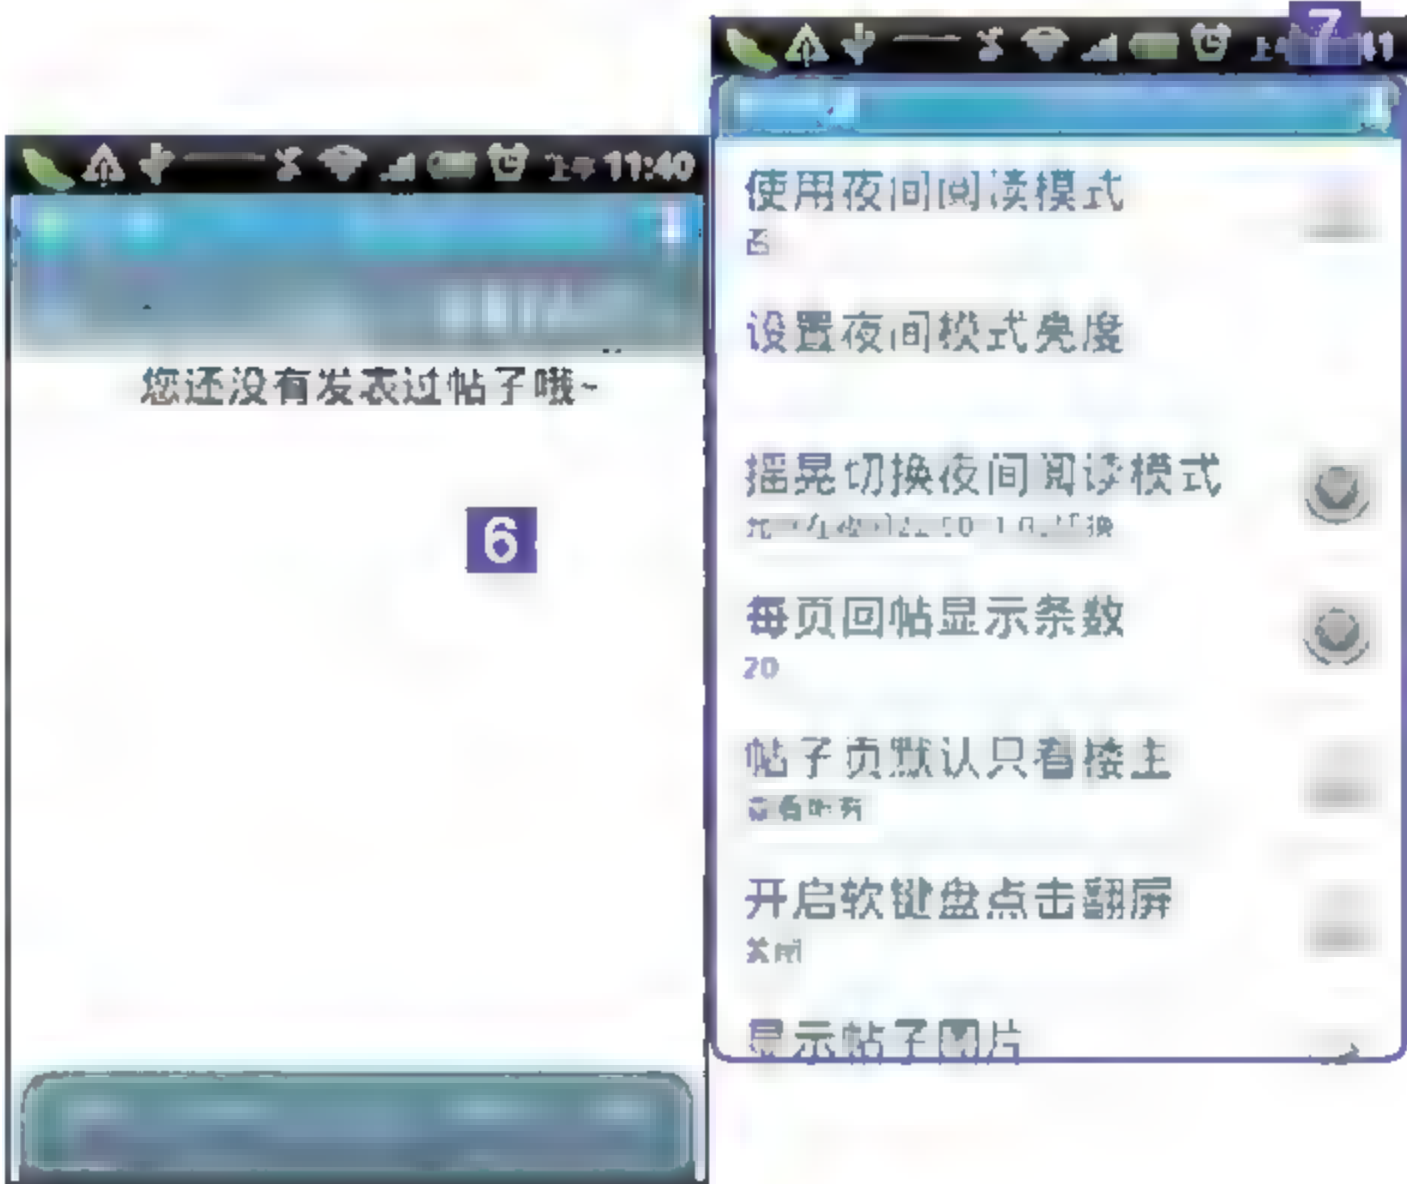 上午 11:40
您还没有发表过帖子哦~
6
7
使用夜间阅读模式
否
设置夜间模式亮度
摇晃切换夜间阅读模式
每页回帖显示条数
20
帖子页默认只看楼主
开启软键盘点击翻屏
关闭
显示帖子图片